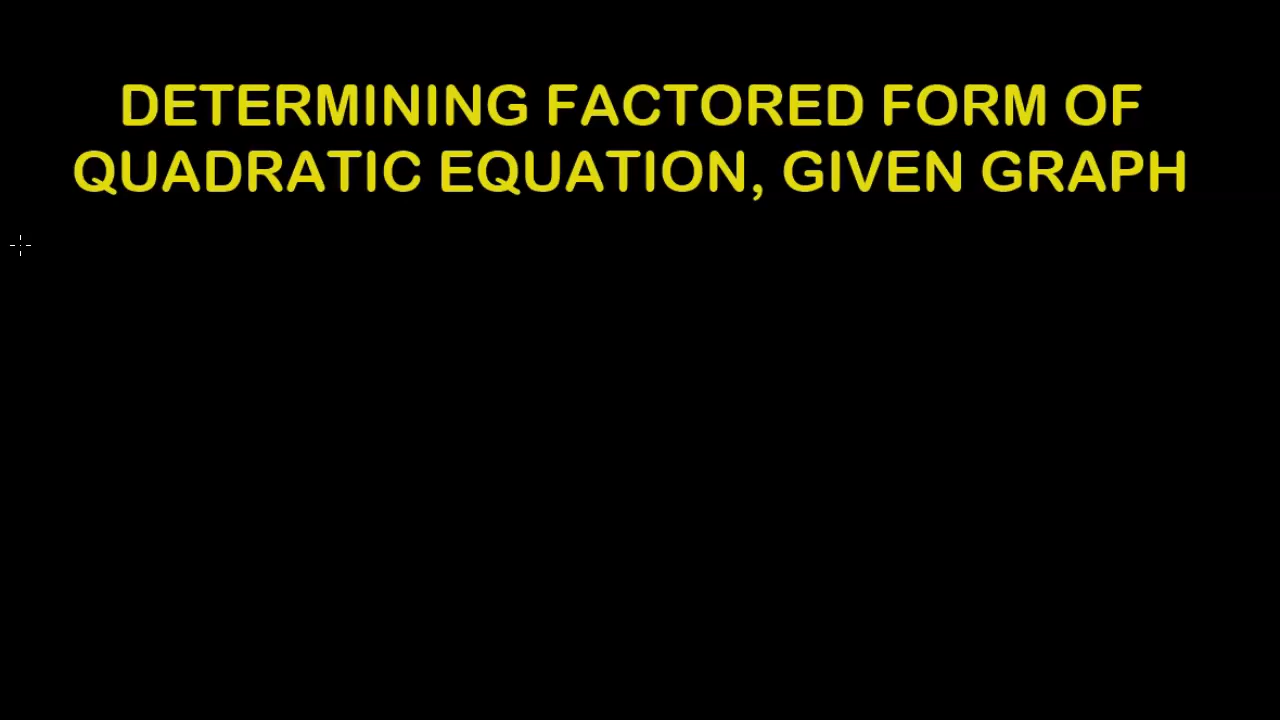 DETERMINING FACTORED FORM OF
QUADRATIC EQUATION, GIVEN GRAPH